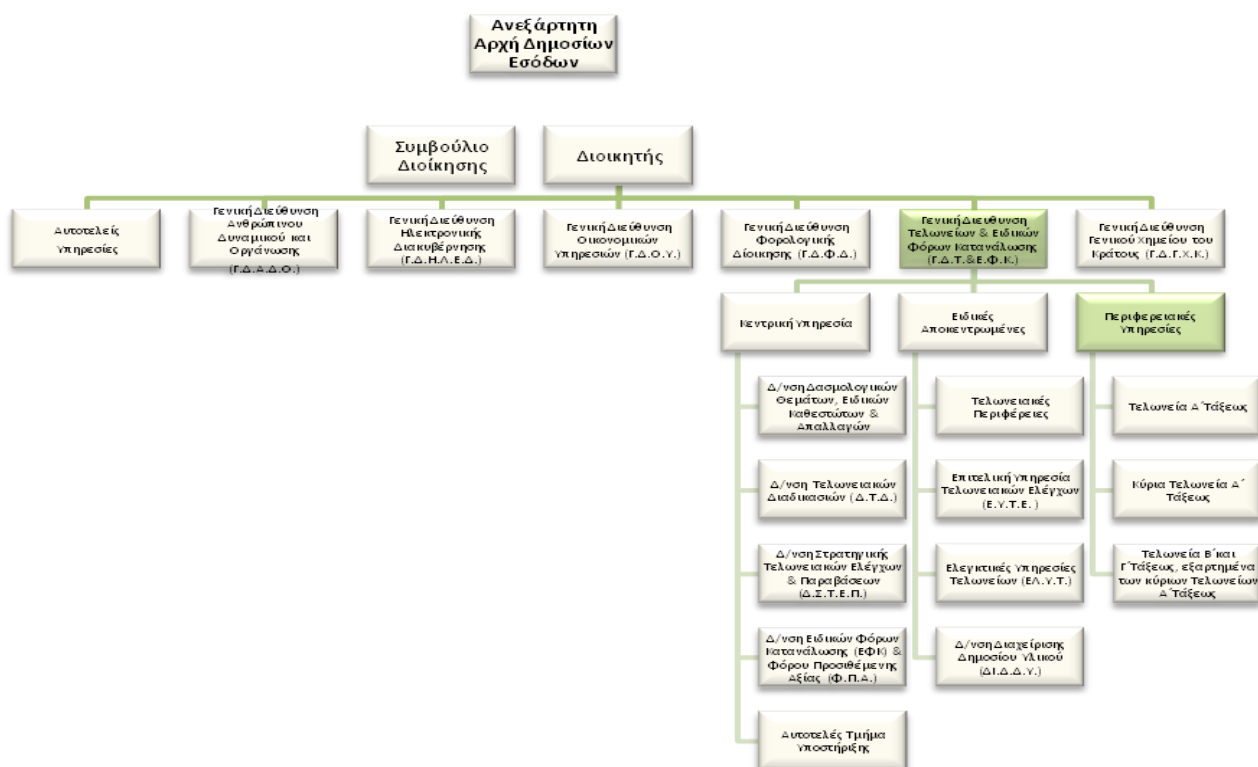 Ανεξάρτητη
Αρχή Δημοσίων
Εσόδων
Συμβούλιο
Διοίκησης
Διοικητής
Αυτοτελείς
Υπηρεσίες
Γενική Διεύθυνση
Ανθρώπινου
Δυναμικού και
Οργάνωσης
(Γ.Δ.Α.Δ.Ο.)
Γενική Διεύθυνση
Ηλεκτρονικής
Διακυβέρνησης
(Γ.Δ.Η.Λ.Ε.Δ.)
Γενική Διεύθυνση
Οικονομικών
Υπηρεσιών (Γ.Δ.Ο.Υ.)
Γενική Διεύθυνση
Φορολογικής
Διοίκησης (Γ.Δ.Φ.Δ.)
Γενική Διευθυνση
Τελωνείων & Ειδικών
Φόρων Κατανάλωσης
(Γ.Δ.Τ.&Ε.Φ.Κ.)
Γενική Διεύθυνση
Γενικού Χημείου του
Κράτους (Γ.Δ.Γ.Χ.Κ.)
Κεντρική Υπηρεσία
Ειδικές
Αποκεντρωμένες
Περιφερειακές
Υπηρεσίες
Δ/νση Δασμολογικών
Θεμάτων, Ειδικών
Καθεστώτων &
Απαλλαγών
Δ/νση Τελωνειακών
Διαδικασιών (Δ.Τ.Δ.)
Δ/νση Στρατηγικής
Τελωνειακών Ελέγχων
& Παραβάσεων
(Δ.Σ.Τ.Ε.Π.)
Δ/νση Ειδικών Φόρων
Κατανάλωσης (ΕΦΚ) &
Φόρου Προσιθέμενης
Αξίας (Φ.Π.Α.)
Αυτοτελές Τμήμα
Υποστήριξης
Τελωνειακές
Περιφέρειες
Επιτελική Υπηρεσία
Τελωνειακών Ελέγχων
(Ε.Υ.Τ.Ε. )
Ελεγκτικές Υπηρεσίες
Τελωνείων (ΕΛ.Υ.Τ.)
Δ/νση Διαχείρισης
Δημοσίου Υλικού
(ΔΙ.Δ.Δ.Υ.)
Τελωνεία Α΄Τάξεως
Κύρια Τελωνεία Α΄
Τάξεως
Τελωνεία Β΄και
Γ΄Τάξεως, εξαρτημένα
των κύριων Τελωνείων
Α΄Τάξεως